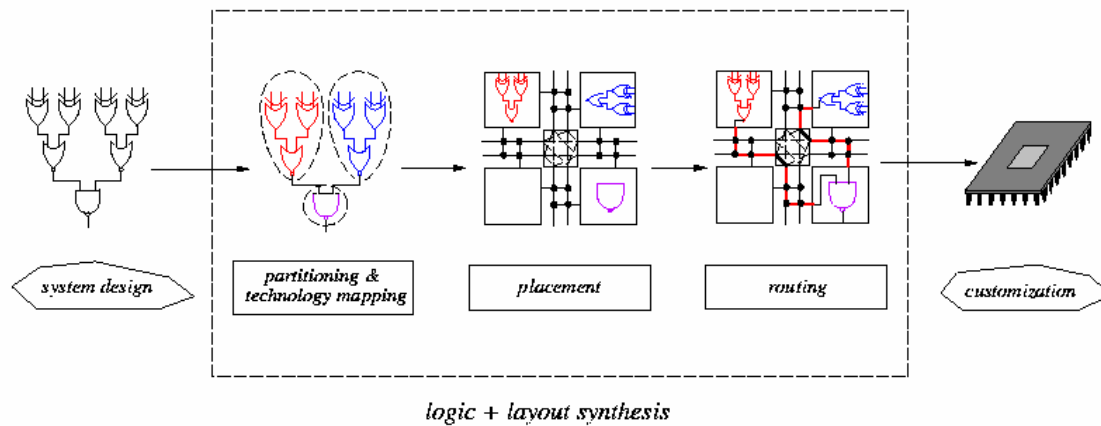 system design
partitioning &
technology mapping
placement
routing
customization
logic + layout synthesis